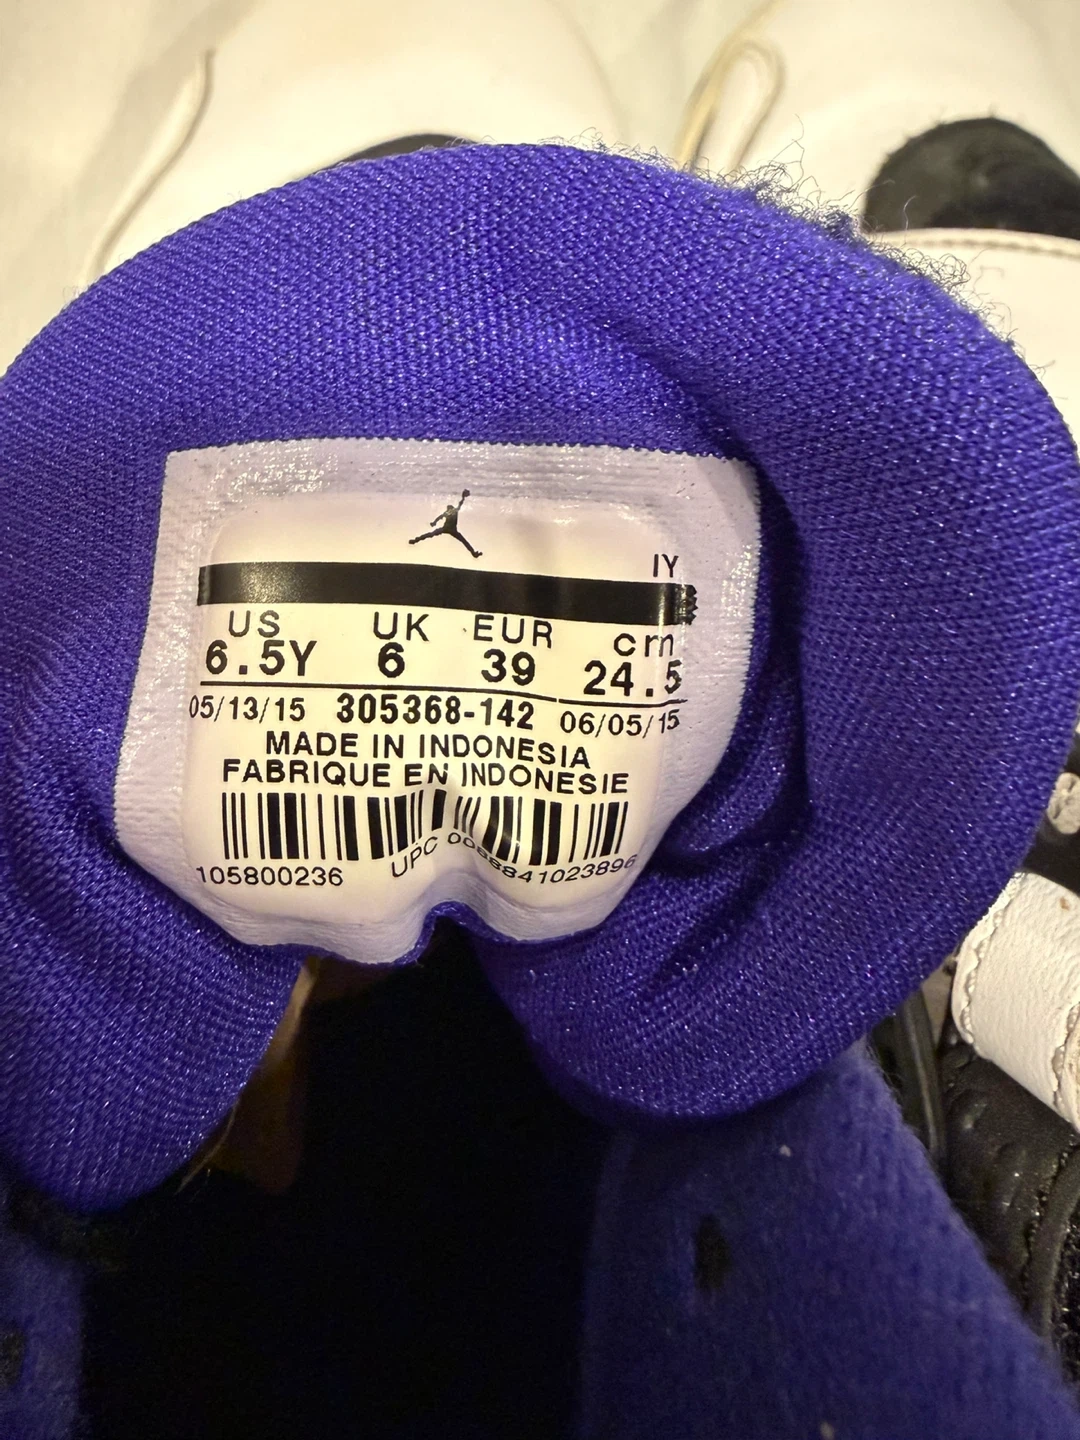 IY
US UK EUR cm
6.5Y 6 39 24.5
05/13/15 305368-142 06/05/15
MADE IN INDONESIA
FABRIQUE EN INDONESIE
105800236 UPC 00888841023896